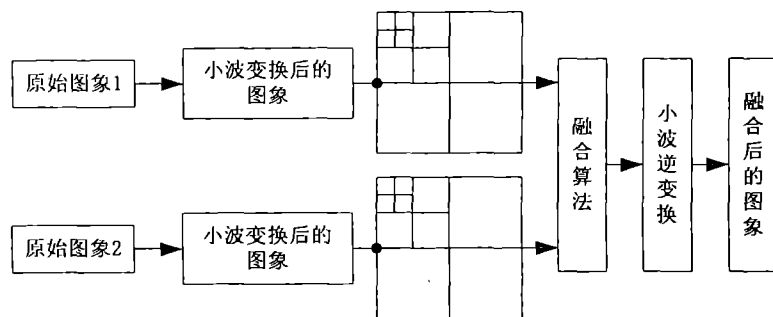 原始图象1
小波变换后的
图象
融合算法
小波逆变换
融合后的图象
原始图象2
小波变换后的
图象